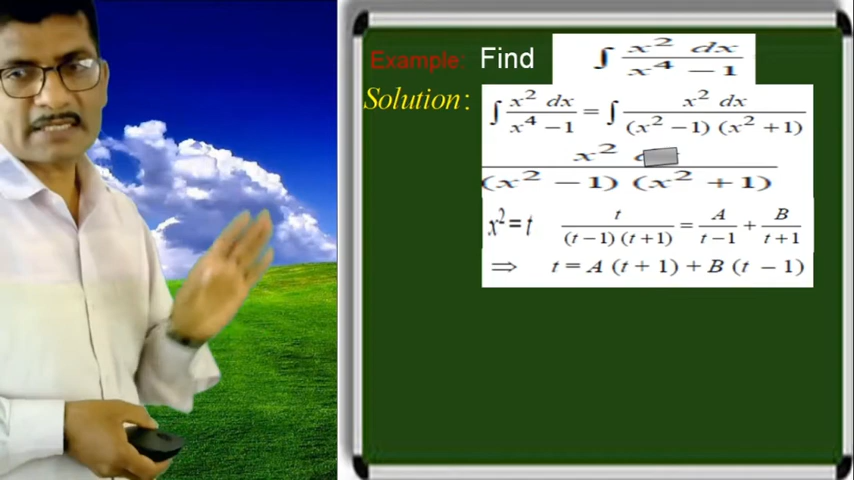 Example: Find ∫ x² dx / x⁴ − 1
Solution: ∫ x² dx / x⁴ − 1 = ∫ x² dx / (x² − 1) (x² + 1)
x² / (x² − 1) (x² + 1)
x² = t t / (t − 1) (t + 1) = A / t − 1 + B / t + 1
⇒ t = A (t + 1) + B (t − 1)